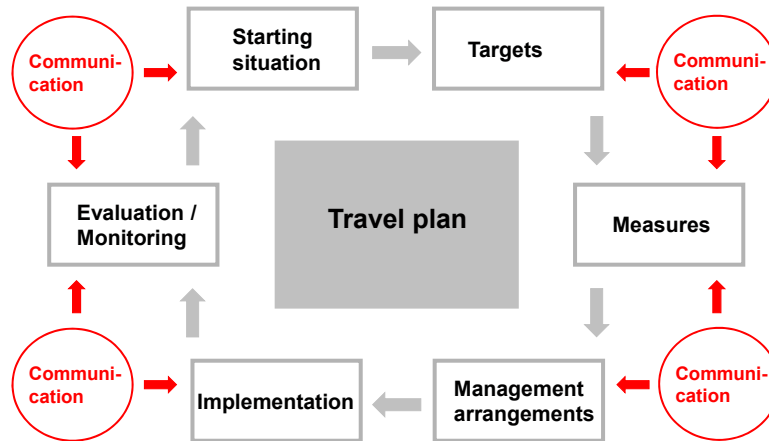 Communi-
cation
Starting
situation
Targets
Communi-
cation
Evaluation /
Monitoring
Travel plan
Measures
Communi-
cation
Implementation
Management
arrangements
Communi-
cation